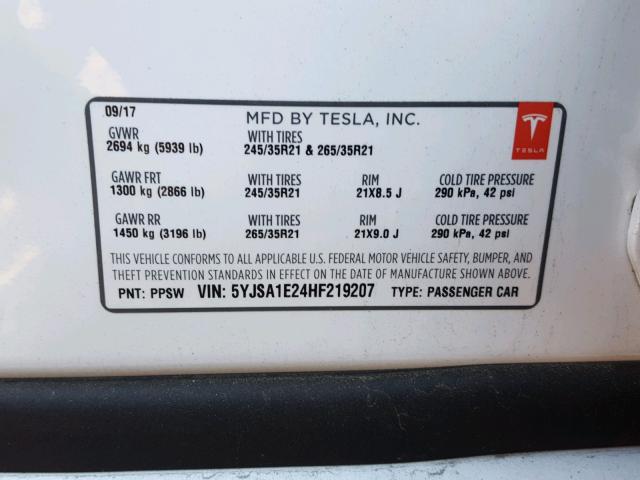 09/17 MFD BY TESLA, INC.
TESLA
GVWR WITH TIRES
2694 kg (5939 lb) 245/35R21 & 265/35R21
GAWR FRT WITH TIRES RIM COLD TIRE PRESSURE
1300 kg (2866 lb) 245/35R21 21X8.5 J 290 kPa, 42 psi
GAWR RR WITH TIRES RIM COLD TIRE PRESSURE
1450 kg (3196 lb) 265/35R21 21X9.0 J 290 kPa, 42 psi
THIS VEHICLE CONFORMS TO ALL APPLICABLE U.S. FEDERAL MOTOR VEHICLE SAFETY, BUMPER, AND
THEFT PREVENTION STANDARDS IN EFFECT ON THE DATE OF MANUFACTURE SHOWN ABOVE.
PNT: PPSW VIN: 5YJSA1E24HF219207 TYPE: PASSENGER CAR